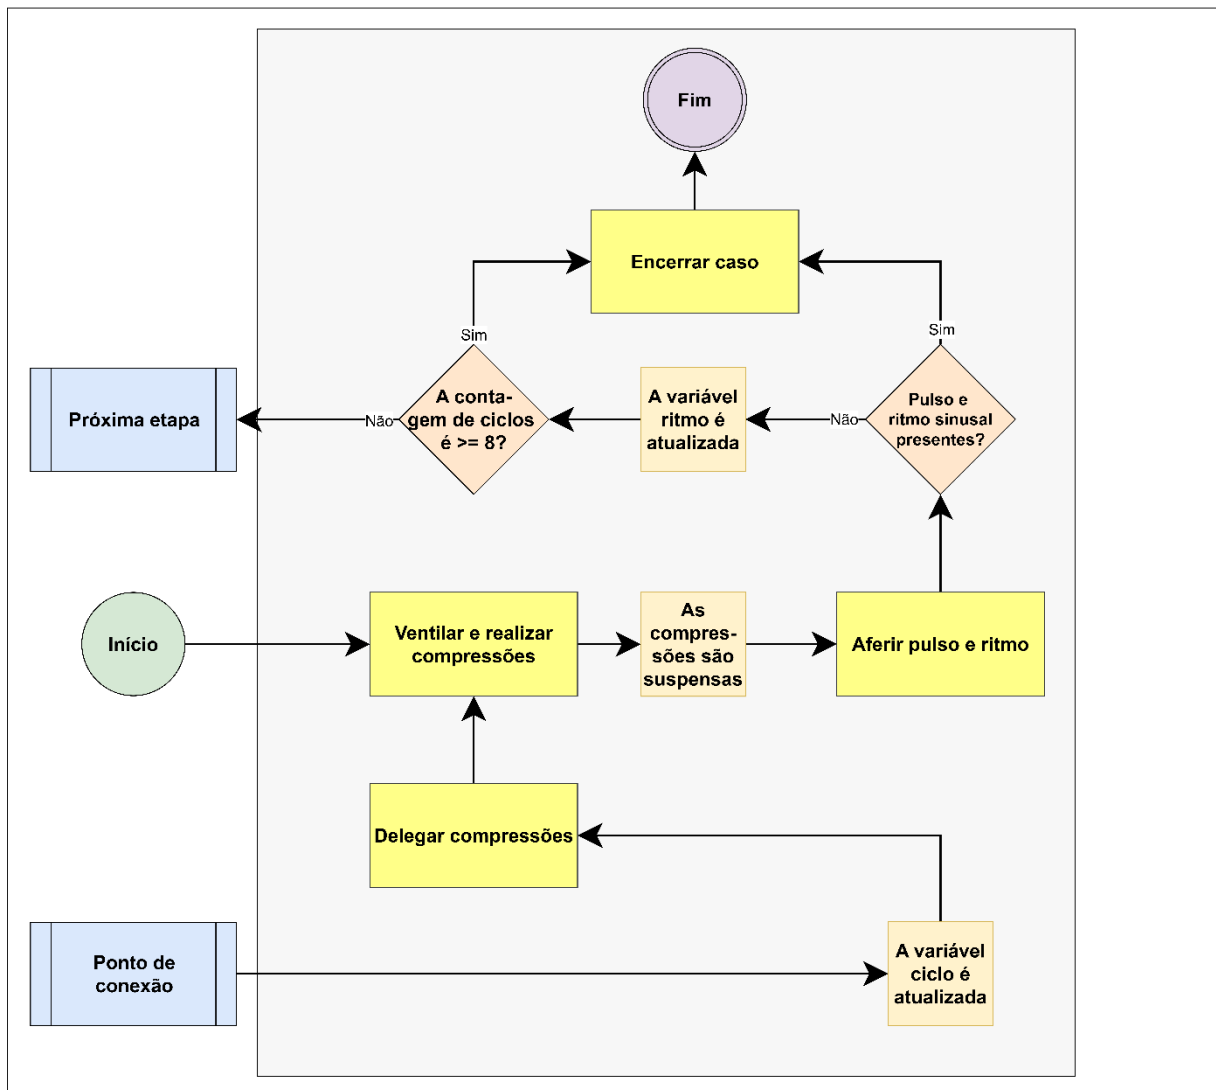 Fim
Encerrar caso
Sim
Sim
Próxima etapa
Não
A conta-
gem de ciclos
é >= 8?
A variável
ritmo é
atualizada
Não
Pulso e
ritmo sinusal
presentes?
Início
Ventilar e realizar
compressões
As
compres-
sões são
suspensas
Aferir pulso e ritmo
Delegar compressões
Ponto de
conexão
A variável
ciclo é
atualizada